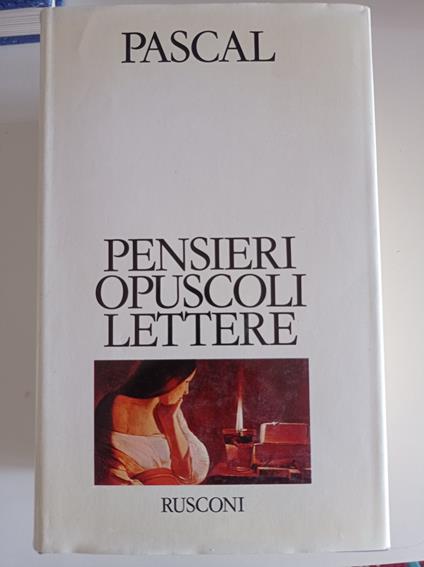 PASCAL
PENSIERI
OPUSCOLI
LETTERE
RUSCONI